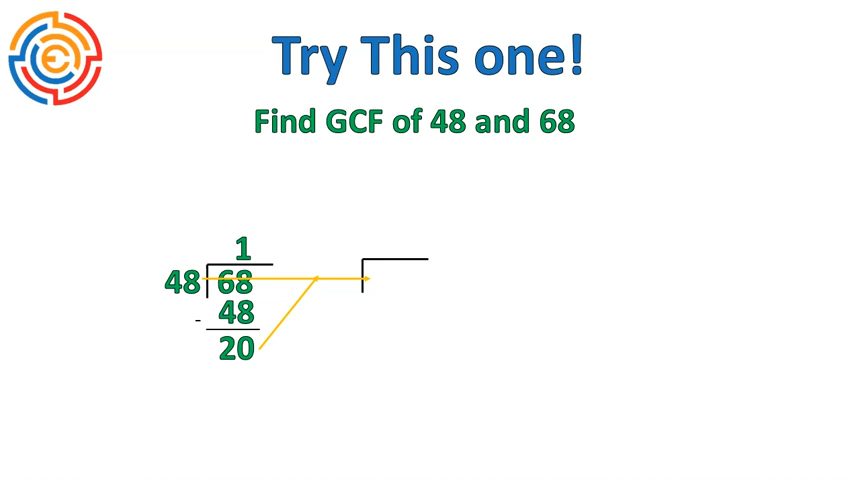 Try This one!
Find GCF of 48 and 68
1
48 68
- 48
20